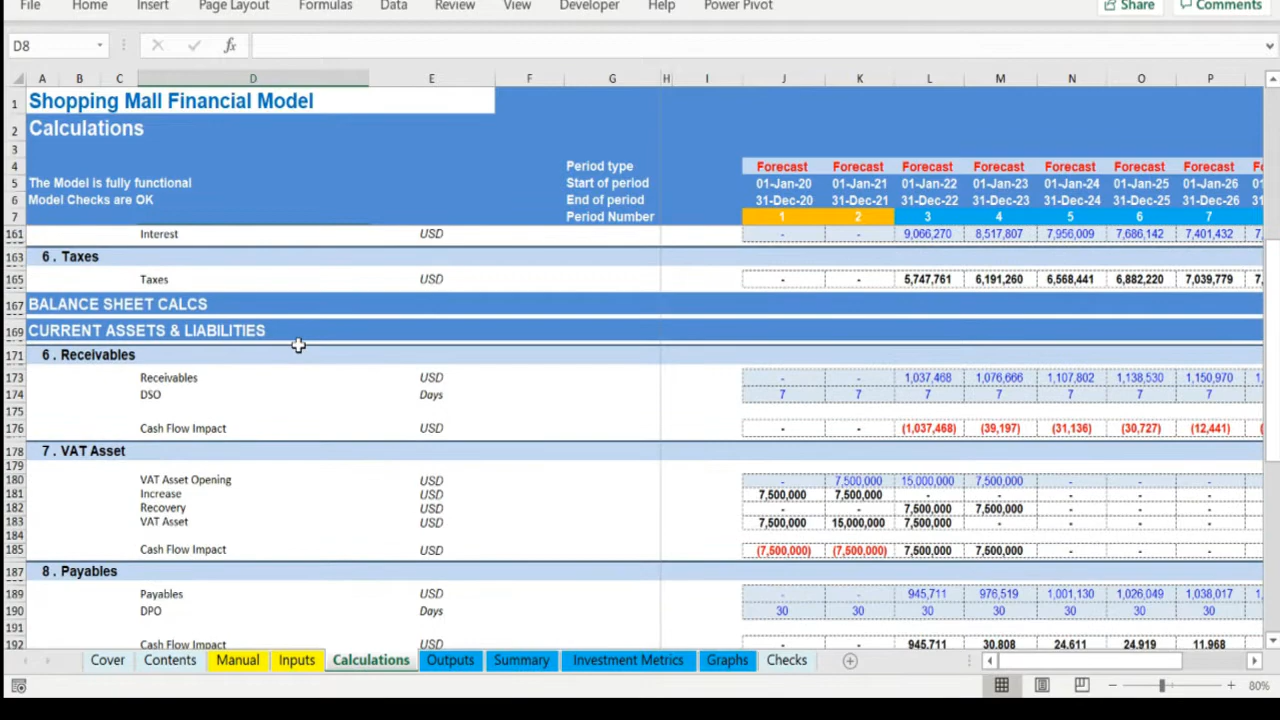 File Home Insert Page Layout Formulas Data Review View Developer Help Power Pivot Share Comments
D8 fx
A B C D E F G H I J K L M N O P
1 Shopping Mall Financial Model
2 Calculations
3
4 Period type Forecast Forecast Forecast Forecast Forecast Forecast Forecast
5 The Model is fully functional Start of period 01-Jan-20 01-Jan-21 01-Jan-22 01-Jan-23 01-Jan-24 01-Jan-25 01-Jan-26
6 Model Checks are OK End of period 31-Dec-20 31-Dec-21 31-Dec-22 31-Dec-23 31-Dec-24 31-Dec-25 31-Dec-26
7 Period Number 1 2 3 4 5 6 7
161 Interest USD - - 9,066,270 8,517,807 7,956,009 7,686,142 7,401,432 7,
163 6 . Taxes
165 Taxes USD - - 5,747,761 6,191,260 6,568,441 6,882,220 7,039,779 7,
167 BALANCE SHEET CALCS
169 CURRENT ASSETS & LIABILITIES
171 6 . Receivables
173 Receivables USD - - 1,037,468 1,076,666 1,107,802 1,138,530 1,150,970 1,
174 DSO Days 7 7 7 7 7 7 7
175
176 Cash Flow Impact USD - - (1,037,468) (39,197) (31,136) (30,727) (12,441) (
178 7 . VAT Asset
179
180 VAT Asset Opening USD - 7,500,000 15,000,000 7,500,000 - - -
181 Increase USD 7,500,000 7,500,000 - - - - -
182 Recovery USD - - 7,500,000 7,500,000 - - -
183 VAT Asset USD 7,500,000 15,000,000 7,500,000 - - - -
184
185 Cash Flow Impact USD (7,500,000) (7,500,000) 7,500,000 7,500,000 - - -
187 8 . Payables
189 Payables USD - - 945,711 976,519 1,001,130 1,026,049 1,038,017 1,
190 DPO Days 30 30 30 30 30 30 30
191
192 Cash Flow Impact USD - - 945,711 30,808 24,611 24,919 11,968
Cover Contents Manual Inputs Calculations Outputs Summary Investment Metrics Graphs Checks
80%